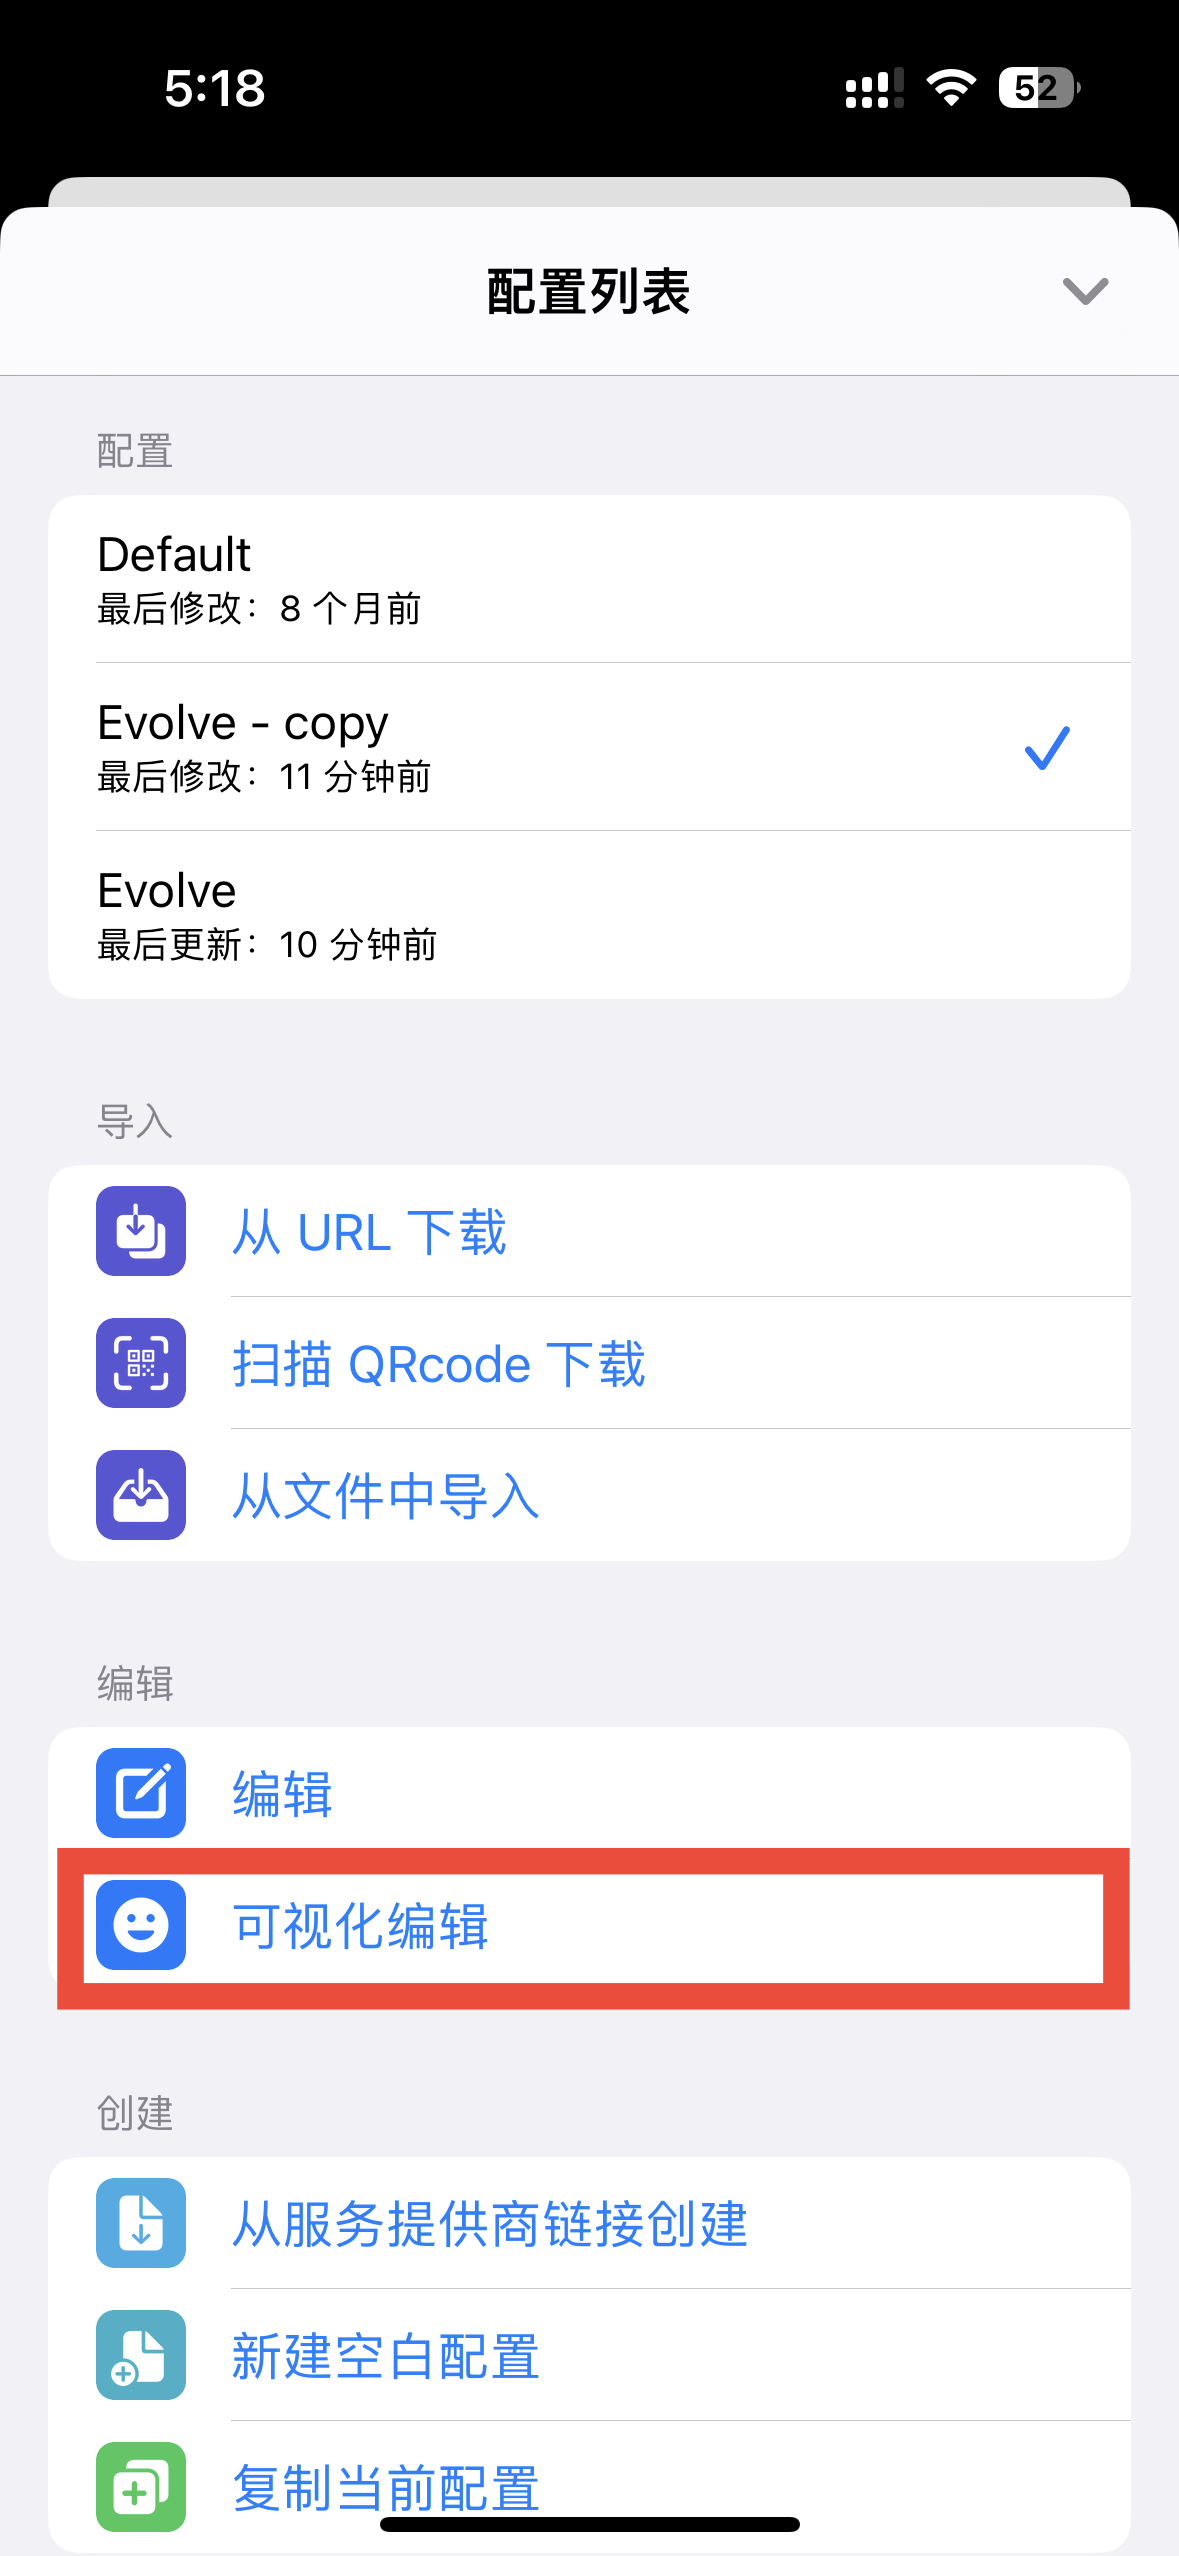 5:18
52
配置列表
配置
Default
最后修改：8 个月前
Evolve - copy
最后修改：11 分钟前
Evolve
最后更新：10 分钟前
导入
从 URL 下载
扫描 QRcode 下载
从文件中导入
编辑
编辑
可视化编辑
创建
从服务提供商链接创建
新建空白配置
复制当前配置